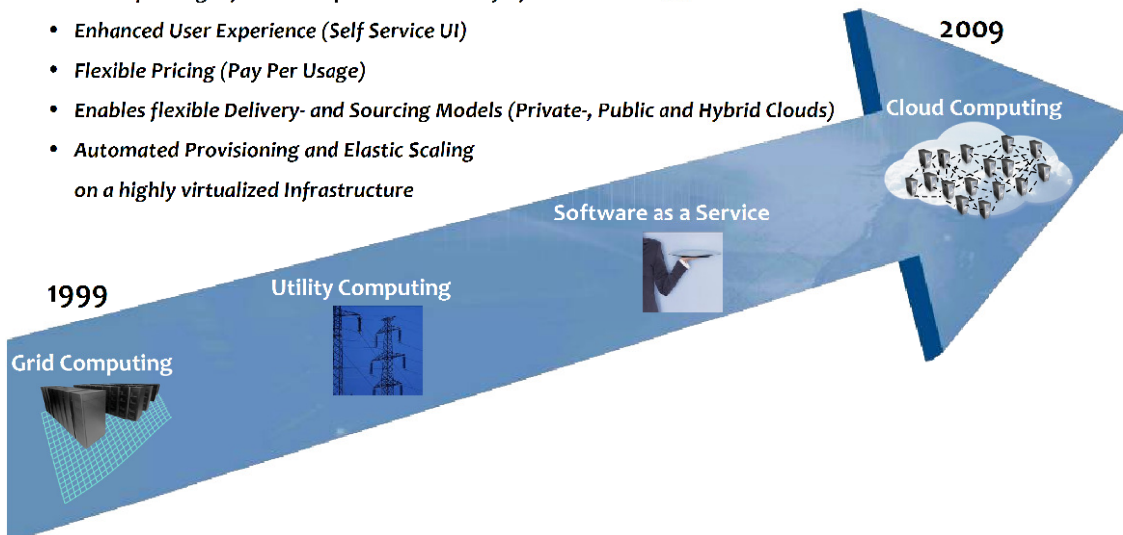 • Enhanced User Experience (Self Service UI)
• Flexible Pricing (Pay Per Usage)
• Enables flexible Delivery- and Sourcing Models (Private-, Public and Hybrid Clouds)
• Automated Provisioning and Elastic Scaling
on a highly virtualized Infrastructure
2009
Cloud Computing
Software as a Service
Utility Computing
1999
Grid Computing